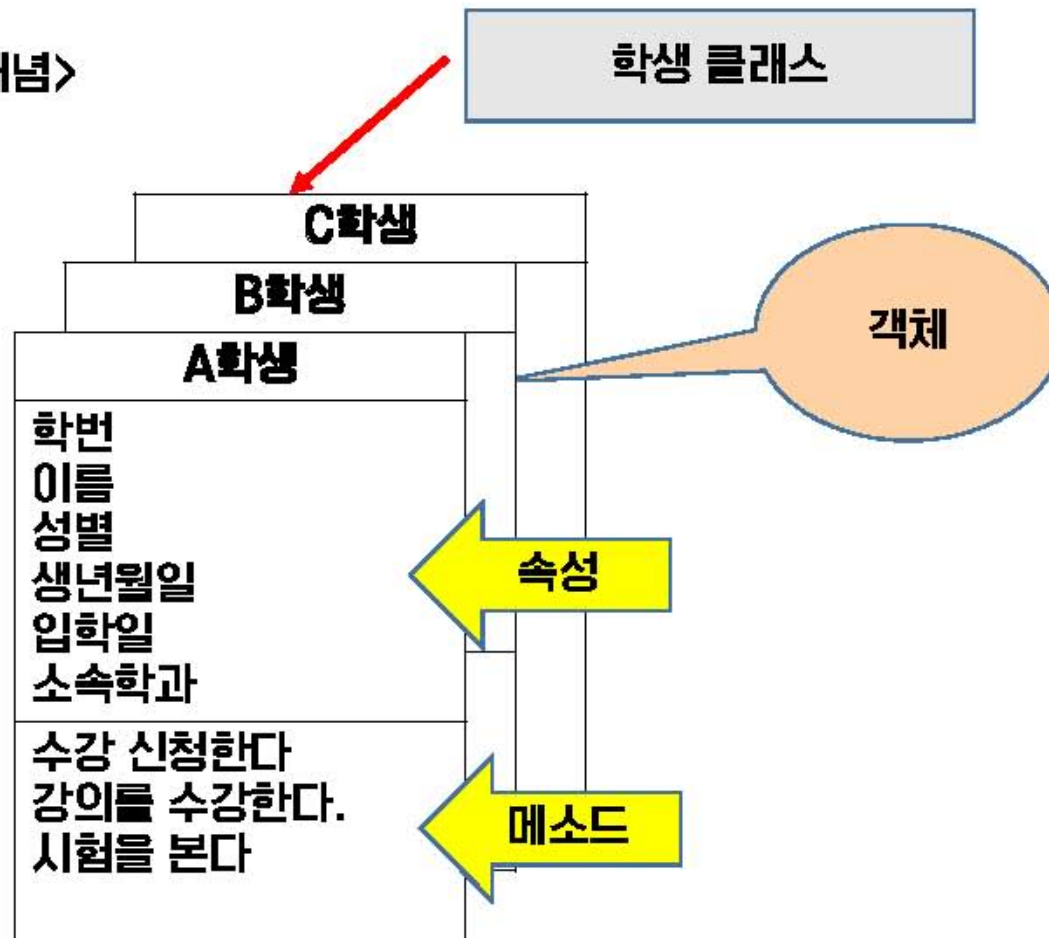 념>
학생 클래스
C학생
B학생
A학생
객체
학번
이름
성별
생년월일
입학일
소속학과
속성
수강 신청한다
강의를 수강한다.
시험을 본다
메소드